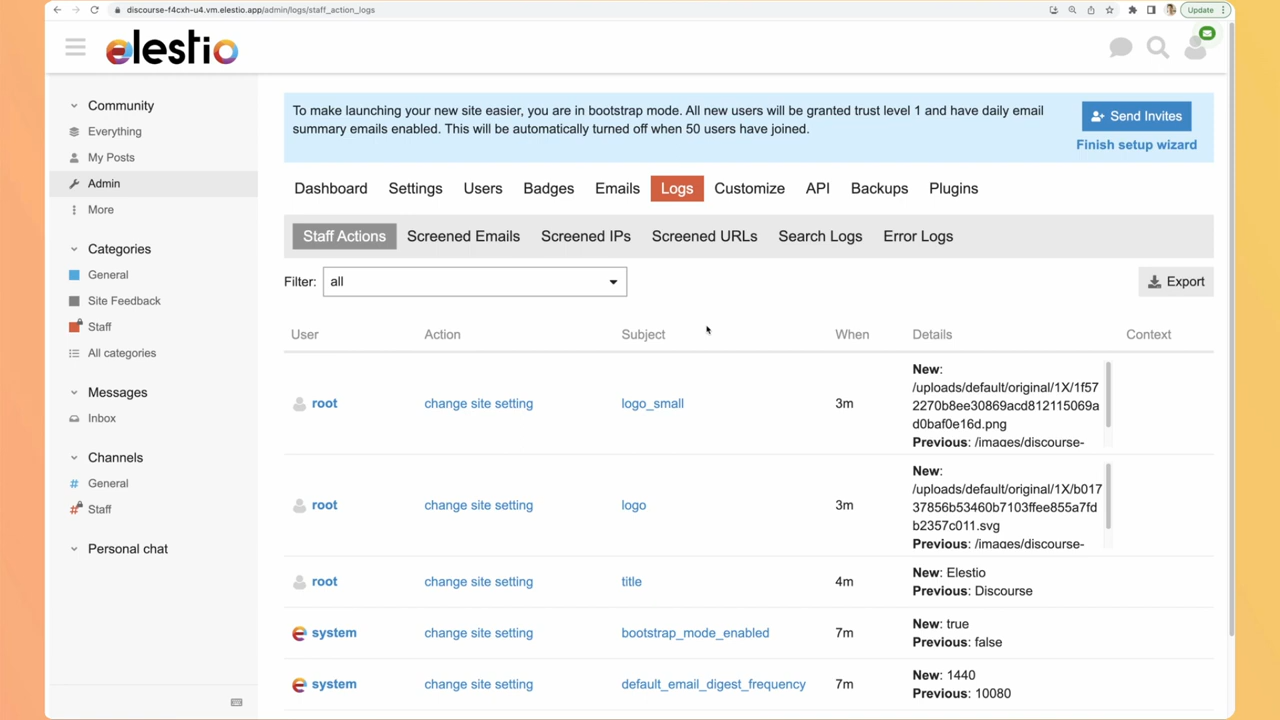 discourse-f4cxh-u4.vm.elestio.app/admin/logs/staff_action_logs
Update
elestio
Community
Everything
My Posts
Admin
More
Categories
General
Site Feedback
Staff
All categories
Messages
Inbox
Channels
General
Staff
Personal chat
To make launching your new site easier, you are in bootstrap mode. All new users will be granted trust level 1 and have daily email
summary emails enabled. This will be automatically turned off when 50 users have joined.
Send Invites
Finish setup wizard
Dashboard Settings Users Badges Emails Logs Customize API Backups Plugins
Staff Actions Screened Emails Screened IPs Screened URLs Search Logs Error Logs
Filter: all
Export
User Action Subject When Details Context
root change site setting logo_small 3m
New:
/uploads/default/original/1X/1f57
2270b8ee30869acd812115069a
d0baf0e16d.png
Previous: /images/discourse-
root change site setting logo 3m
New:
/uploads/default/original/1X/b017
37856b53460b7103ffee855a7fd
b2357c011.svg
Previous: /images/discourse-
root change site setting title 4m
New: Elestio
Previous: Discourse
system change site setting bootstrap_mode_enabled 7m
New: true
Previous: false
system change site setting default_email_digest_frequency 7m
New: 1440
Previous: 10080